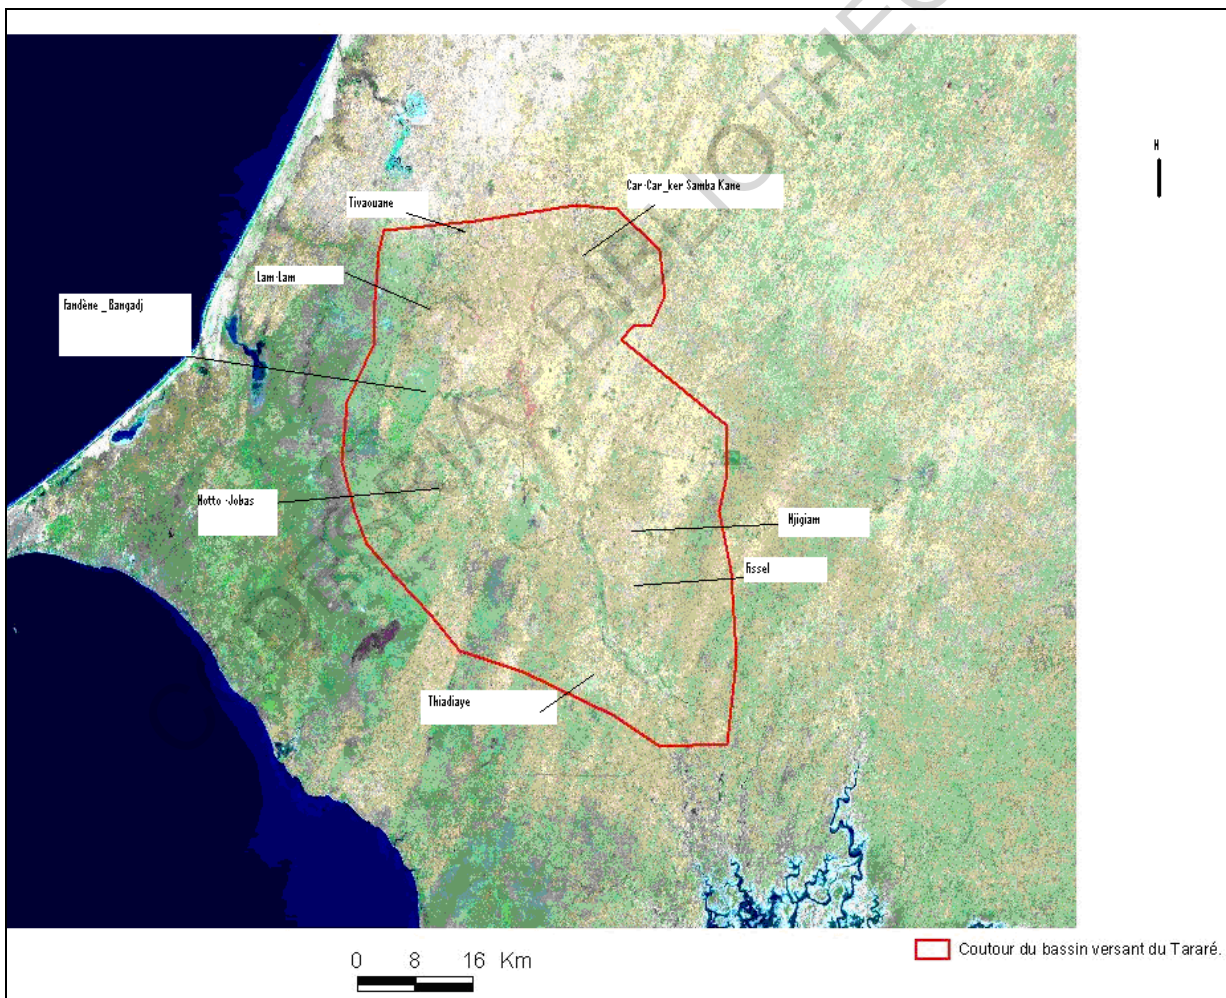 N
Car-Car_ker Samba Kane
Tivaouane
Lam-Lam
fandène _ Bangadj
Notto -Jobas
Njigiam
Fissel
Thiadiaye
0 8 16 Km
Coutour du bassin versant du Tararé.